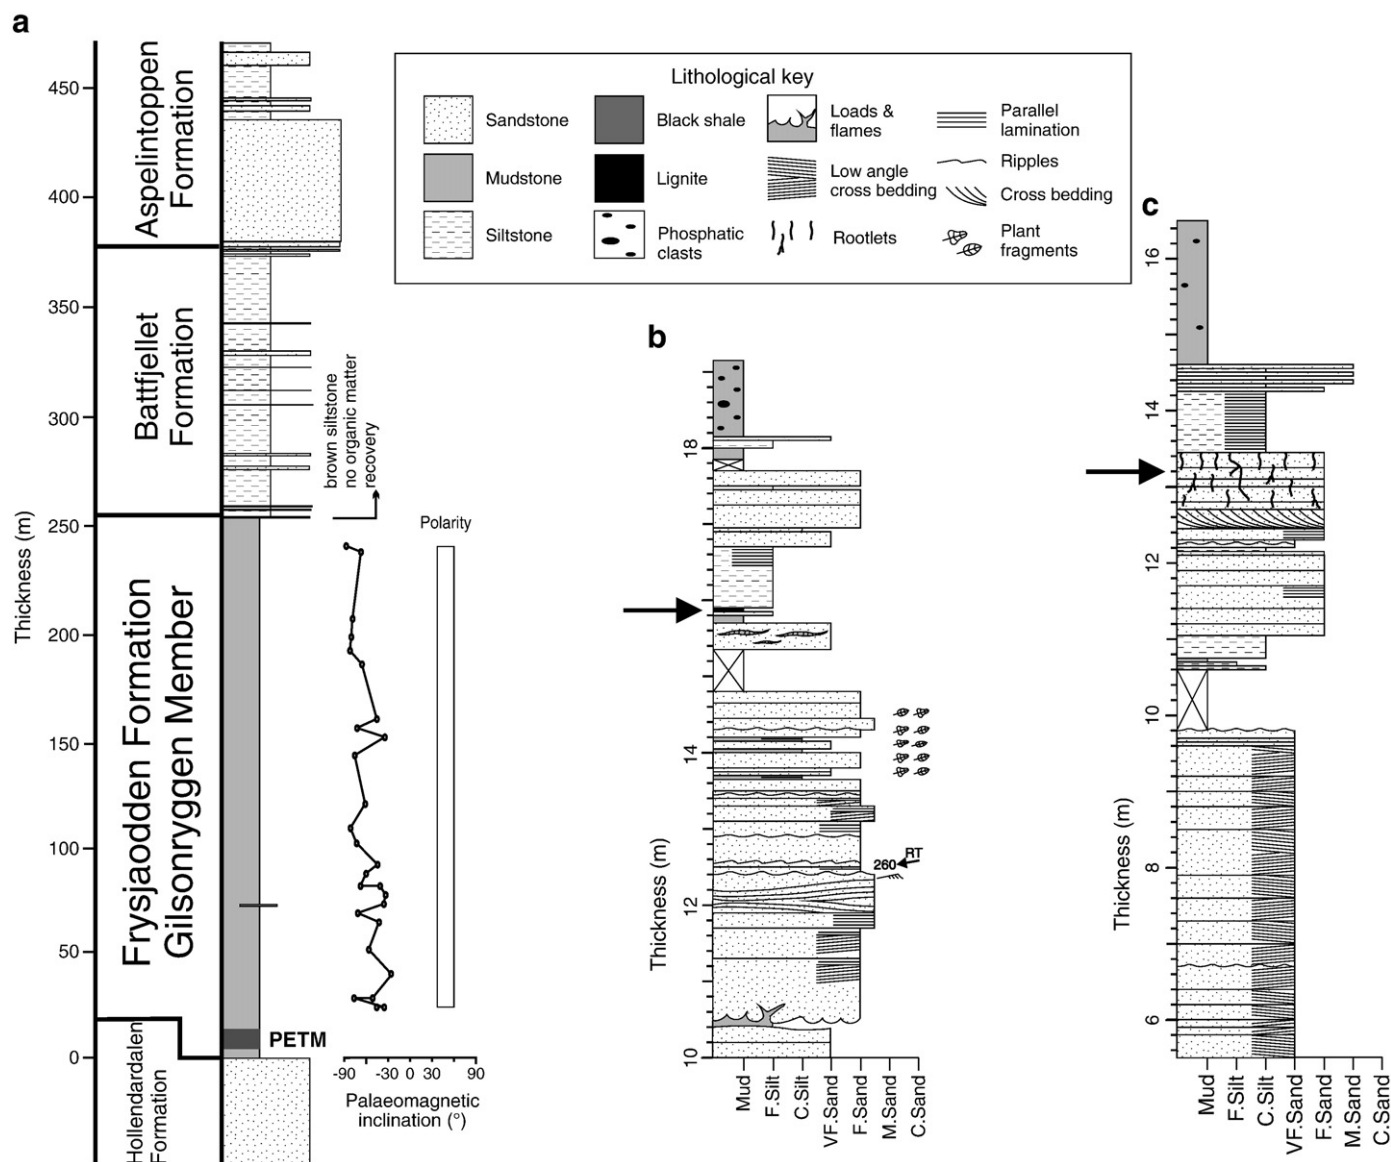 a
450
400
350
300
250
200
150
100
50
0
Thickness (m)
Aspelintoppen
Formation
Battfjellet
Formation
Frysjaodden Formation
Gilsonryggen Member
Hollendardalen
Formation
PETM
brown siltstone
no organic matter
recovery
Polarity
-90 -30 0 30 90
Palaeomagnetic
inclination (°)
Lithological key
Sandstone
Mudstone
Siltstone
Black shale
Lignite
Phosphatic
clasts
Loads &
flames
Low angle
cross bedding
Rootlets
Parallel
lamination
Ripples
Cross bedding
Plant
fragments
b
18
14
12
10
Thickness (m)
260
RT
Mud
F.Silt
C.Silt
VF.Sand
F.Sand
M.Sand
C.Sand
c
16
14
12
10
8
6
Thickness (m)
Mud
F.Silt
C.Silt
VF.Sand
F.Sand
M.Sand
C.Sand